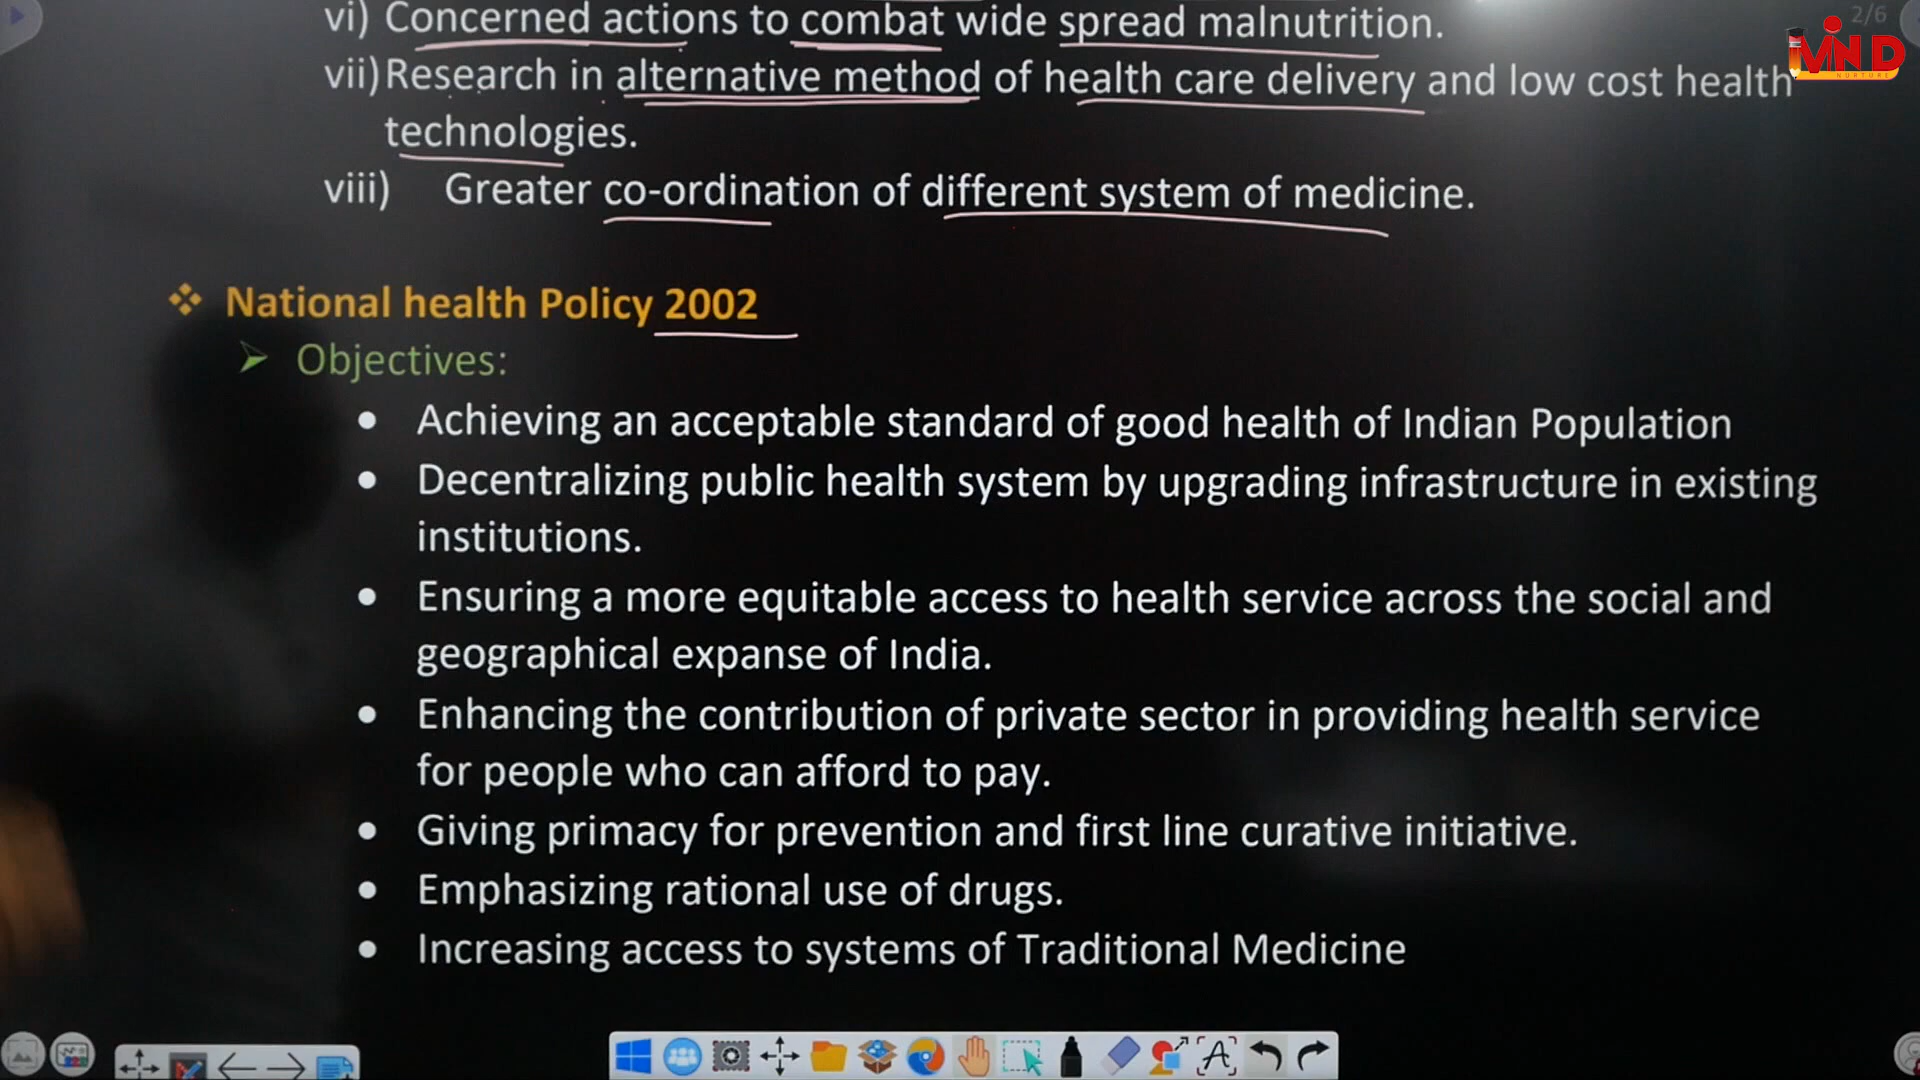 2/6
MIND
NURTURE
vi) Concerned actions to combat wide spread malnutrition.
vii) Research in alternative method of health care delivery and low cost health
technologies.
viii) Greater co-ordination of different system of medicine.
❖ National health Policy 2002
➢ Objectives:
• Achieving an acceptable standard of good health of Indian Population
• Decentralizing public health system by upgrading infrastructure in existing
institutions.
• Ensuring a more equitable access to health service across the social and
geographical expanse of India.
• Enhancing the contribution of private sector in providing health service
for people who can afford to pay.
• Giving primacy for prevention and first line curative initiative.
• Emphasizing rational use of drugs.
• Increasing access to systems of Traditional Medicine